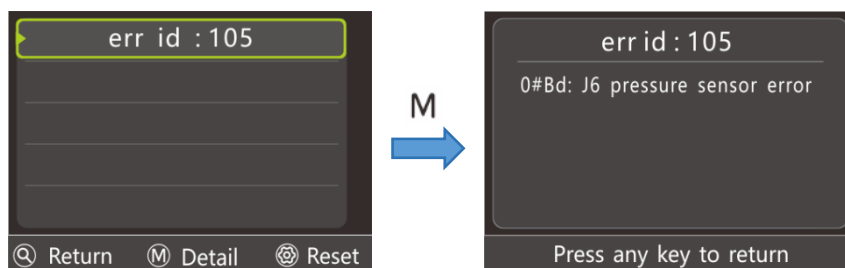 err id : 105
Return M Detail Reset
M
err id : 105
0#Bd: J6 pressure sensor error
Press any key to return